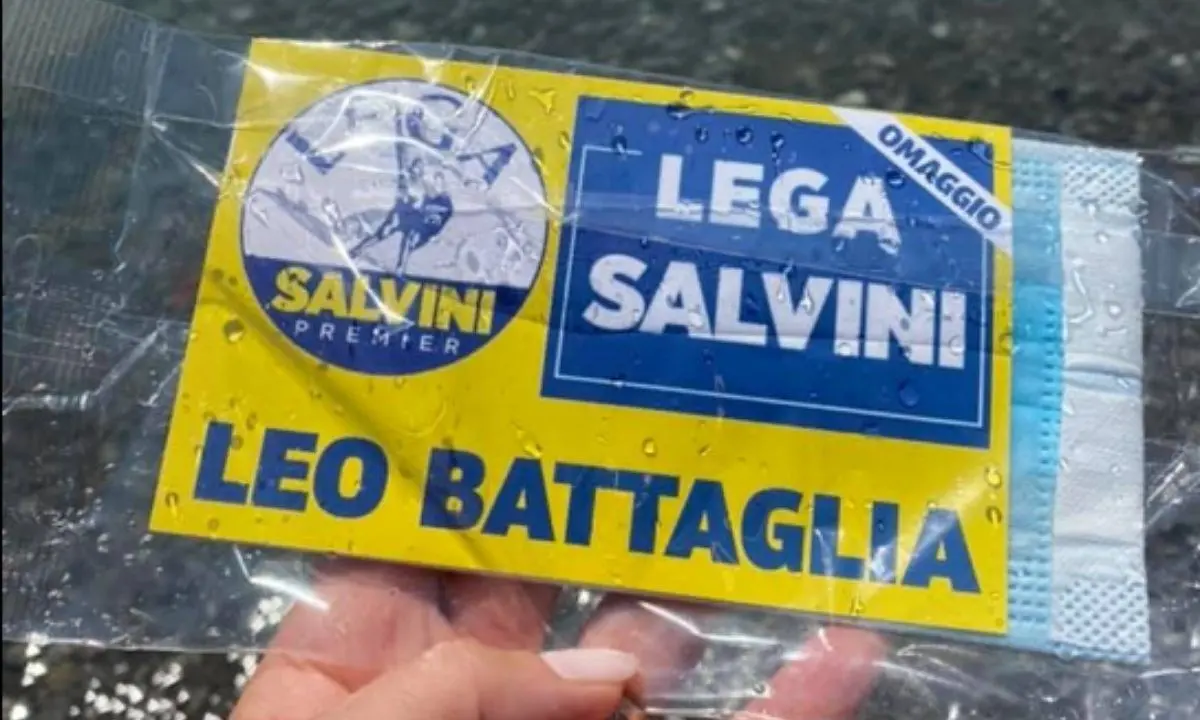 LEGA
SALVINI
PREMIER
LEGA
SALVINI
OMAGGIO
LEO BATTAGLIA